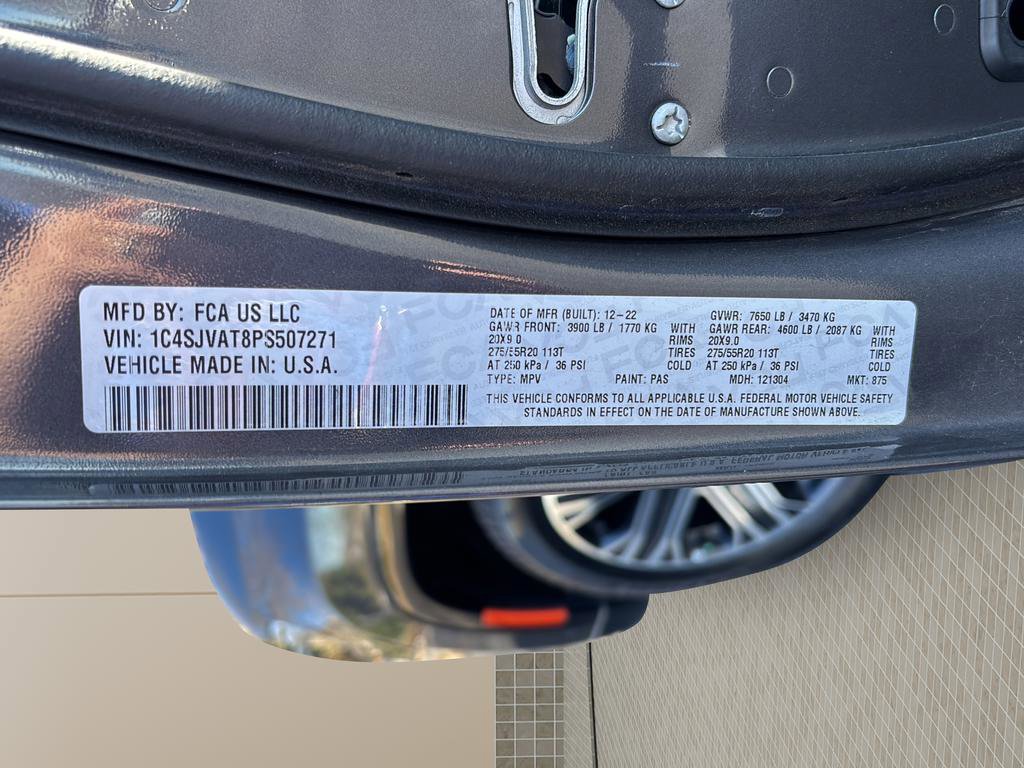 MFD BY: FCA US LLC
VIN: 1C4SJVAT8PS507271
VEHICLE MADE IN: U.S.A.
DATE OF MFR (BUILT): 12-22 GVWR: 7650 LB / 3470 KG
GAWR FRONT: 3900 LB / 1770 KG WITH GAWR REAR: 4600 LB / 2087 KG WITH
20X9.0 RIMS 20X9.0 RIMS
275/55R20 113T TIRES 275/55R20 113T TIRES
AT 250 kPa / 36 PSI COLD AT 250 kPa / 36 PSI COLD
TYPE: MPV PAINT: PAS MDH: 121304 MKT: 875
THIS VEHICLE CONFORMS TO ALL APPLICABLE U.S.A. FEDERAL MOTOR VEHICLE SAFETY
STANDARDS IN EFFECT ON THE DATE OF MANUFACTURE SHOWN ABOVE.